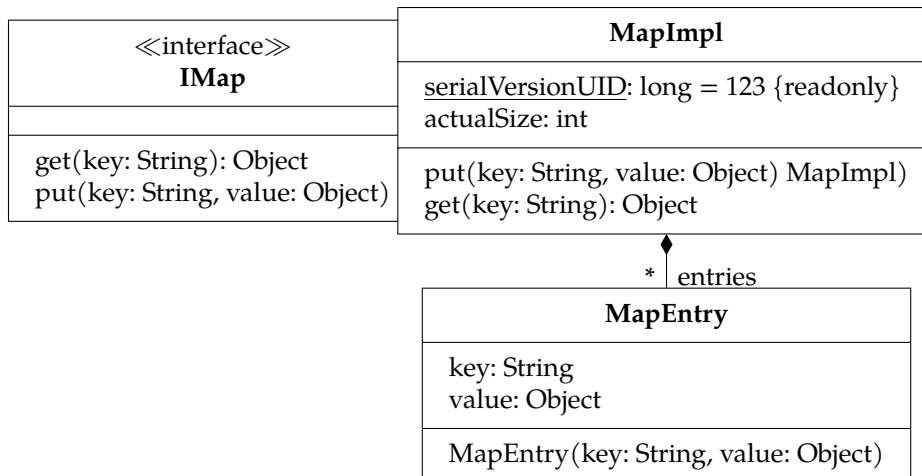 ≪interface≫
IMap
get(key: String): Object
put(key: String, value: Object)
MapImpl
serialVersionUID: long = 123 {readonly}
actualSize: int
put(key: String, value: Object) MapImpl)
get(key: String): Object
* entries
MapEntry
key: String
value: Object
MapEntry(key: String, value: Object)